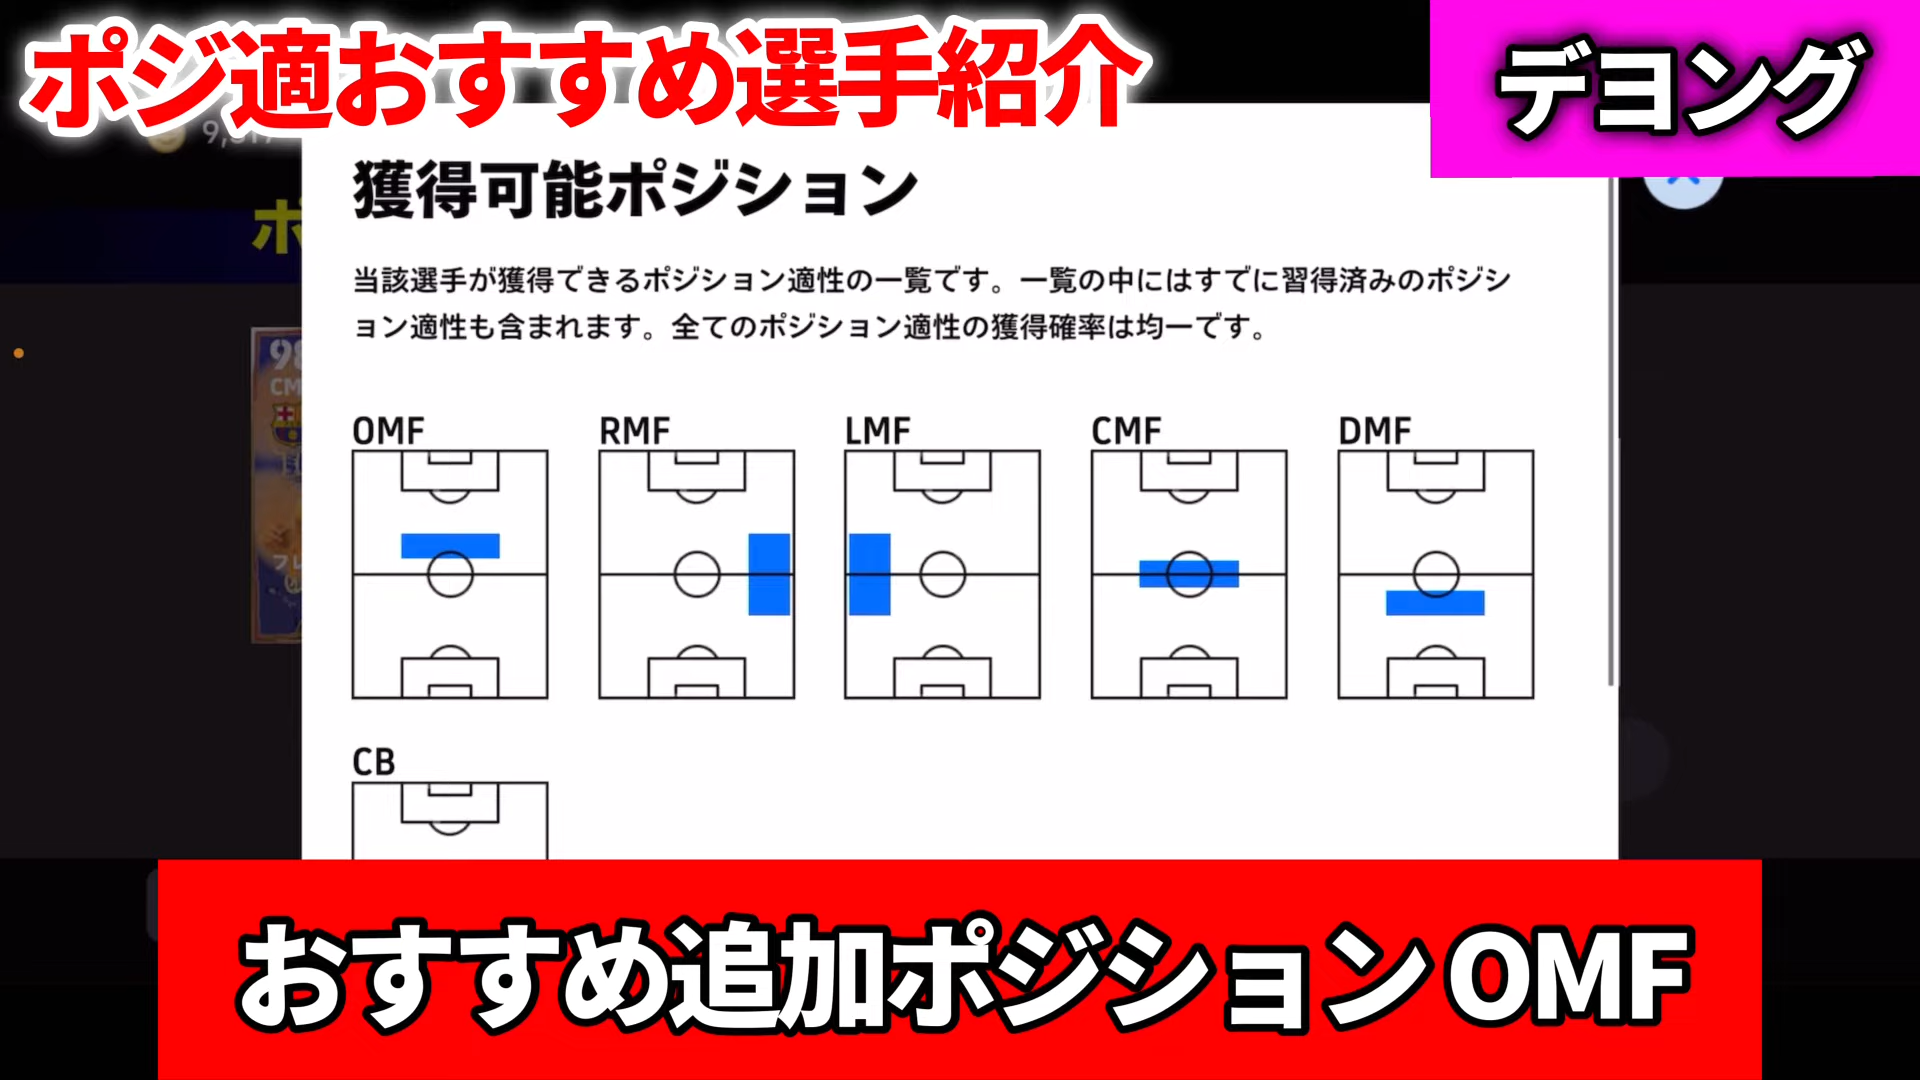 ポジ適おすすめ選手紹介
デヨング
獲得可能ポジション
当該選手が獲得できるポジション適性の一覧です。一覧の中にはすでに習得済みのポジシ
ョン適性も含まれます。全てのポジション適性の獲得確率は均一です。
98
CM
OMF RMF LMF CMF DMF
CB
おすすめ追加ポジションOMF